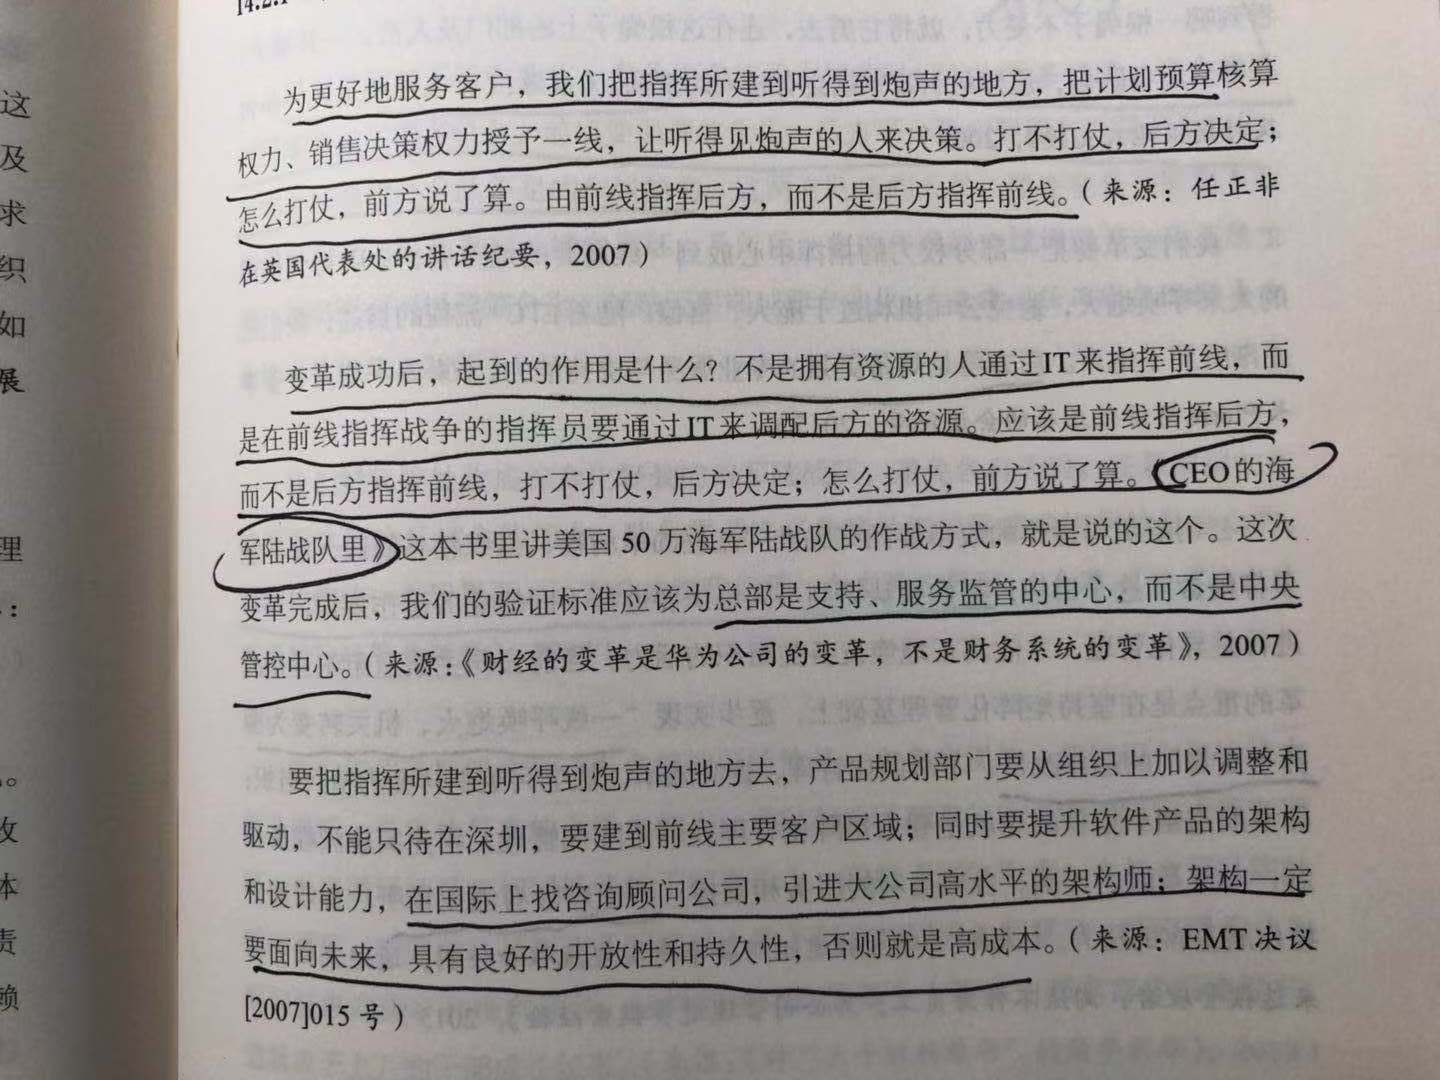 [4.2.1
为更好地服务客户，我们把指挥所建到听得到炮声的地方，把计划预算核算
权力、销售决策权力授予一线，让听得见炮声的人来决策。打不打仗，后方决定；
怎么打仗，前方说了算。由前线指挥后方，而不是后方指挥前线。（来源：任正非
在英国代表处的讲话纪要，2007）
变革成功后，起到的作用是什么？不是拥有资源的人通过IT来指挥前线，而
是在前线指挥战争的指挥员要通过IT来调配后方的资源。应该是前线指挥后方，
而不是后方指挥前线，打不打仗，后方决定；怎么打仗，前方说了算。《CEO的海
军陆战队里》这本书里讲美国50万海军陆战队的作战方式，就是说的这个。这次
变革完成后，我们的验证标准应该为总部是支持、服务监管的中心，而不是中央
管控中心。（来源：《财经的变革是华为公司的变革，不是财务系统的变革》，2007）
要把指挥所建到听得到炮声的地方去，产品规划部门要从组织上加以调整和
驱动，不能只待在深圳，要建到前线主要客户区域；同时要提升软件产品的架构
和设计能力，在国际上找咨询顾问公司，引进大公司高水平的架构师；架构一定
要面向未来，具有良好的开放性和持久性，否则就是高成本。（来源：EMT决议
[2007]015号）
这
及
求
织
如
展
理
：
。
改
本
责
赖